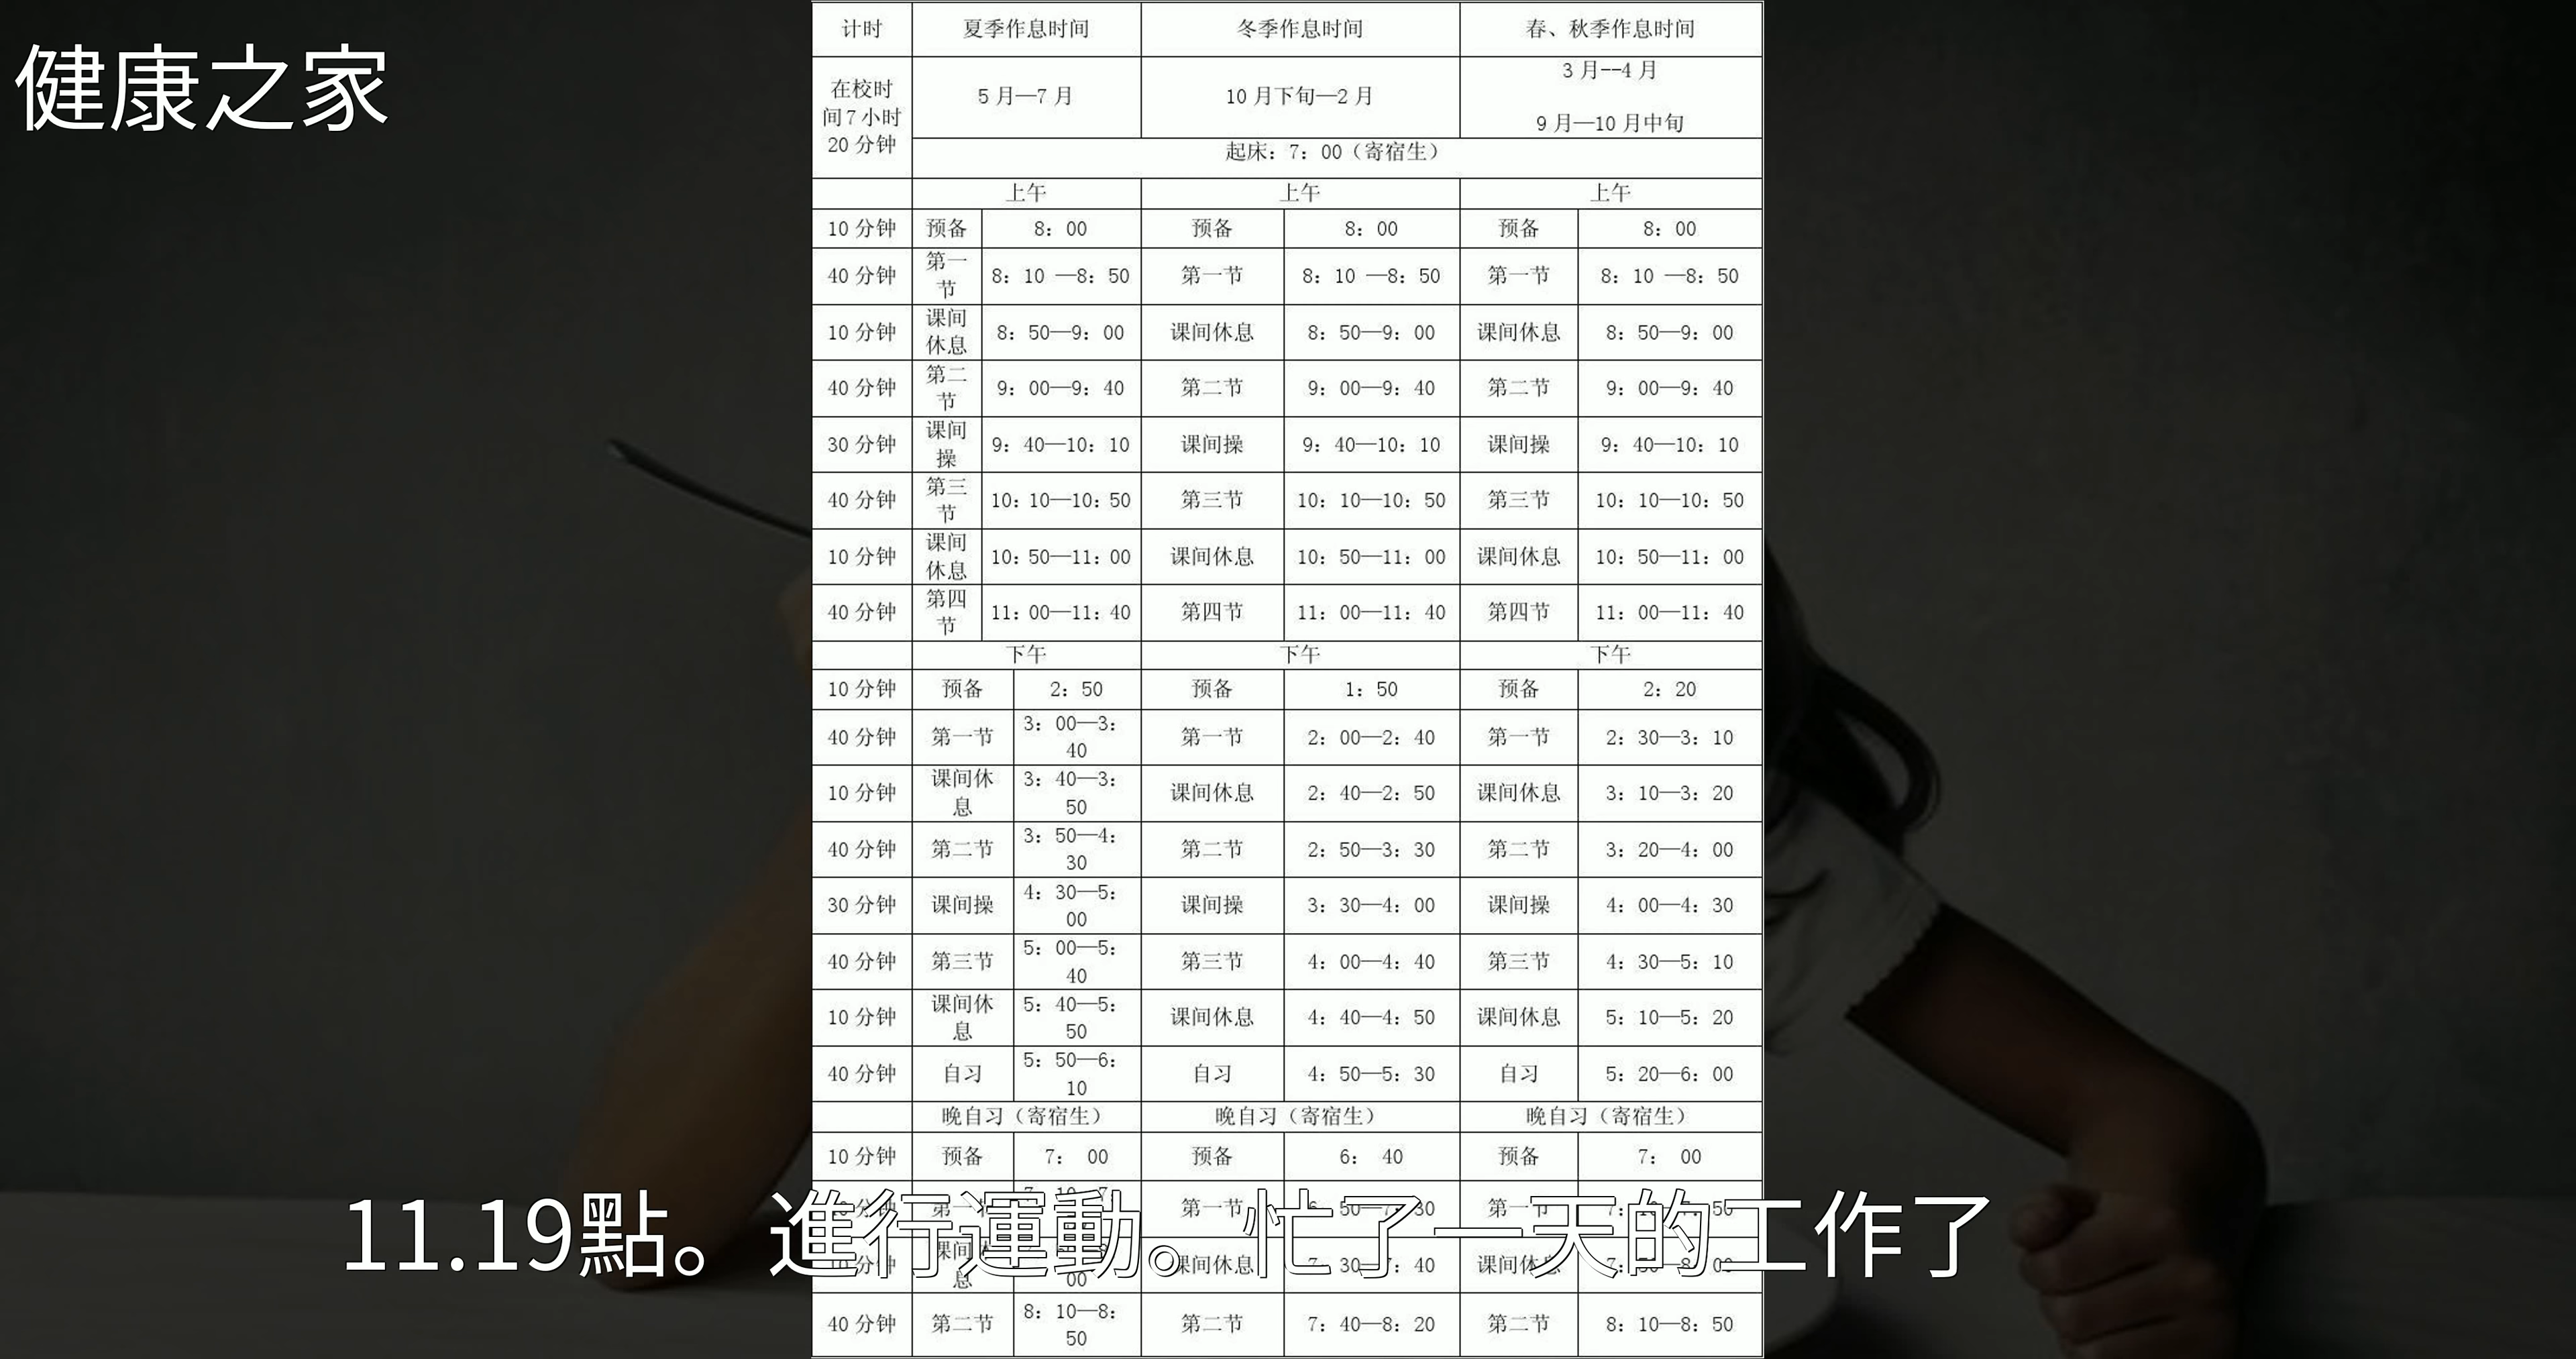 健康之家
计时 夏季作息时间 冬季作息时间 春、秋季作息时间
在校时间7小时20分钟 5月—7月 10月下旬—2月 3月--4月 9月—10月中旬
起床：7：00（寄宿生）
上午 上午 上午
10分钟 预备 8：00 预备 8：00 预备 8：00
40分钟 第一节 8：10 —8：50 第一节 8：10 —8：50 第一节 8：10 —8：50
10分钟 课间休息 8：50—9：00 课间休息 8：50—9：00 课间休息 8：50—9：00
40分钟 第二节 9：00—9：40 第二节 9：00—9：40 第二节 9：00—9：40
30分钟 课间操 9：40—10：10 课间操 9：40—10：10 课间操 9：40—10：10
40分钟 第三节 10：10—10：50 第三节 10：10—10：50 第三节 10：10—10：50
10分钟 课间休息 10：50—11：00 课间休息 10：50—11：00 课间休息 10：50—11：00
40分钟 第四节 11：00—11：40 第四节 11：00—11：40 第四节 11：00—11：40
下午 下午 下午
10分钟 预备 2：50 预备 1：50 预备 2：20
40分钟 第一节 3：00—3：40 第一节 2：00—2：40 第一节 2：30—3：10
10分钟 课间休息 3：40—3：50 课间休息 2：40—2：50 课间休息 3：10—3：20
40分钟 第二节 3：50—4：30 第二节 2：50—3：30 第二节 3：20—4：00
30分钟 课间操 4：30—5：00 课间操 3：30—4：00 课间操 4：00—4：30
40分钟 第三节 5：00—5：40 第三节 4：00—4：40 第三节 4：30—5：10
10分钟 课间休息 5：40—5：50 课间休息 4：40—4：50 课间休息 5：10—5：20
40分钟 自习 5：50—6：10 自习 4：50—5：30 自习 5：20—6：00
晚自习（寄宿生） 晚自习（寄宿生） 晚自习（寄宿生）
10分钟 预备 7： 00 预备 6： 40 预备 7： 00
11.19點。進行運動。忙了一天的工作了
40分钟 第二节 8：10—8：50 第二节 7：40—8：20 第二节 8：10—8：50